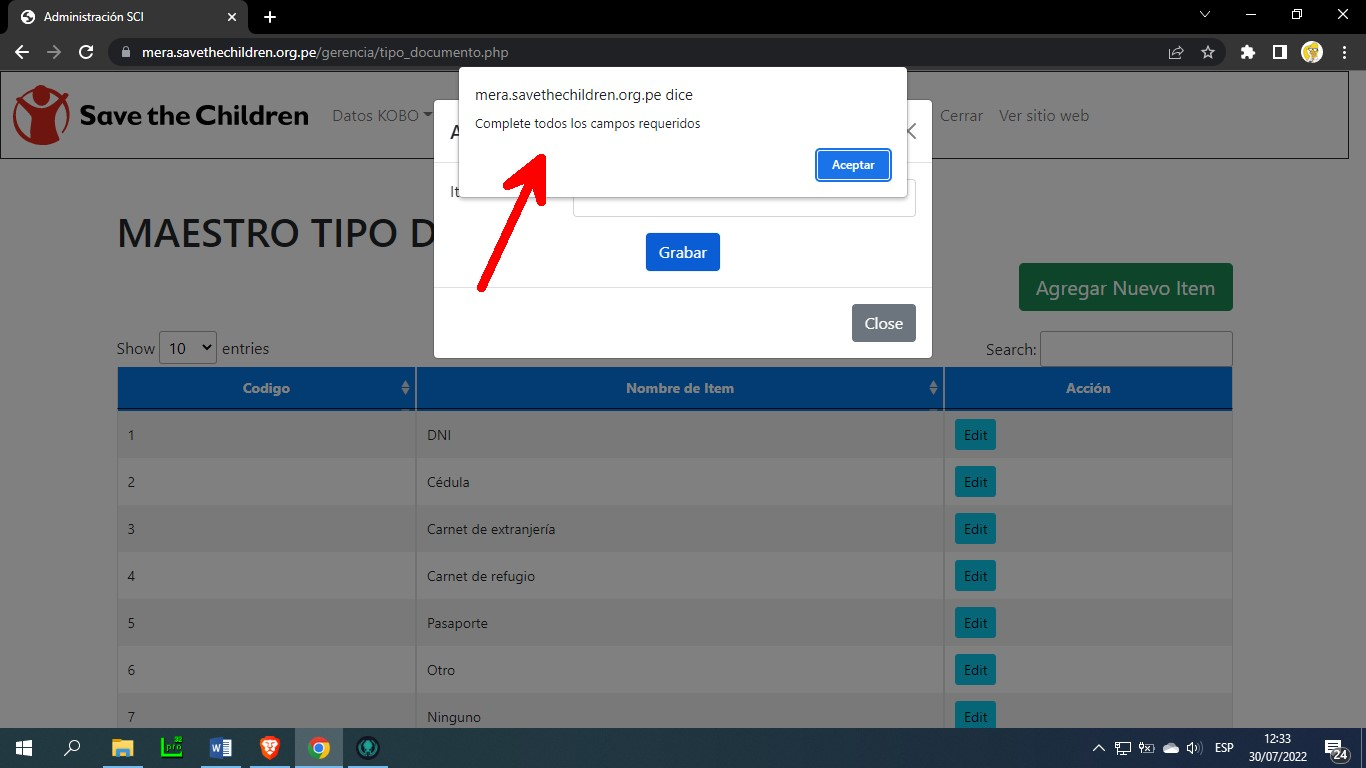 Administración SCI
mera.savethechildren.org.pe/gerencia/tipo_documento.php
Save the Children
Datos KOBO
Cerrar
Ver sitio web
mera.savethechildren.org.pe dice
Complete todos los campos requeridos
Aceptar
A
It
Grabar
Close
MAESTRO TIPO D
Agregar Nuevo Item
Show 10 entries
Search:
Codigo Nombre de Item Acción
1 DNI Edit
2 Cédula Edit
3 Carnet de extranjería Edit
4 Carnet de refugio Edit
5 Pasaporte Edit
6 Otro Edit
7 Ninguno Edit
ESP
12:33
30/07/2022
24